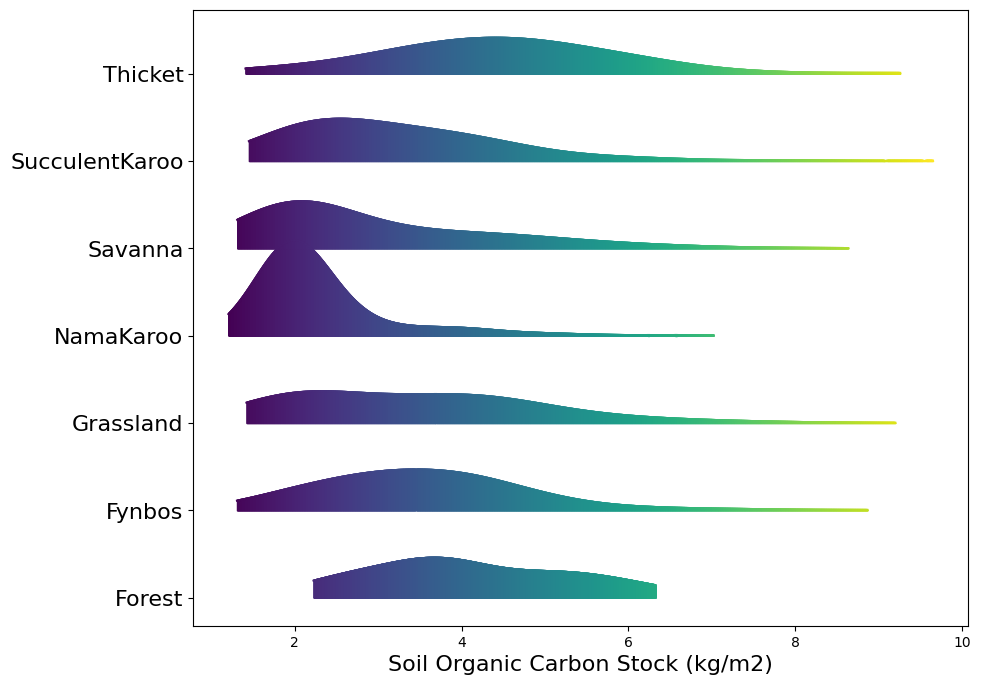 Thicket
SucculentKaroo
Savanna
NamaKaroo
Grassland
Fynbos
Forest
2 4 6 8 10
Soil Organic Carbon Stock (kg/m2)